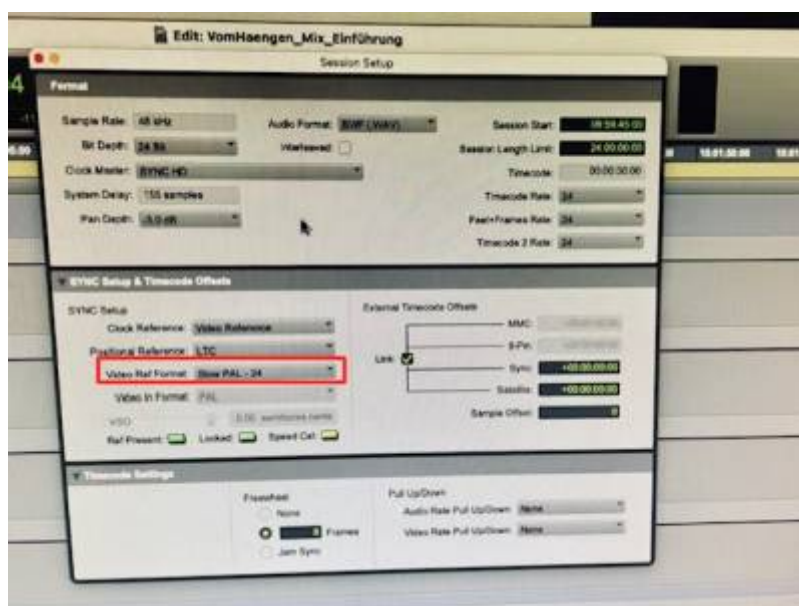 Edit: VomHaengen_Mix_Einführung
Session Setup
4
Format
Sample Rate: 48 kHz
Audio Format: BWF (.WAV)
Session Start: 09:59:45:00
Bit Depth: 24 Bit
Interleaved
Session Length Limit: 24:00:00:00
Clock Master: SYNC HD
Timecode: 00:00:00:00
System Delay: 155 samples
Timecode Rate: 24
Pan Depth: -3.0 dB
Feet+Frames Rate: 24
Timecode 2 Rate: 24
SYNC Setup & Timecode Offsets
SYNC Setup
External Timecode Offsets
Clock Reference: Video Reference
MMC:
Positional Reference: LTC
9-Pin:
Link:
Video Ref Format: Slow PAL - 24
Sync: +00:00:00:00
Video In Format: PAL
Satellite: +00:00:00:00
VSO: 0.00 semitones cents
Sample Offset: 0
Ref Present: Locked: Speed Cal:
Timecode Settings
Freewheel
Pull Up/Down
None
Audio Rate Pull Up/Down: None
Frames
Video Rate Pull Up/Down: None
Jam Sync